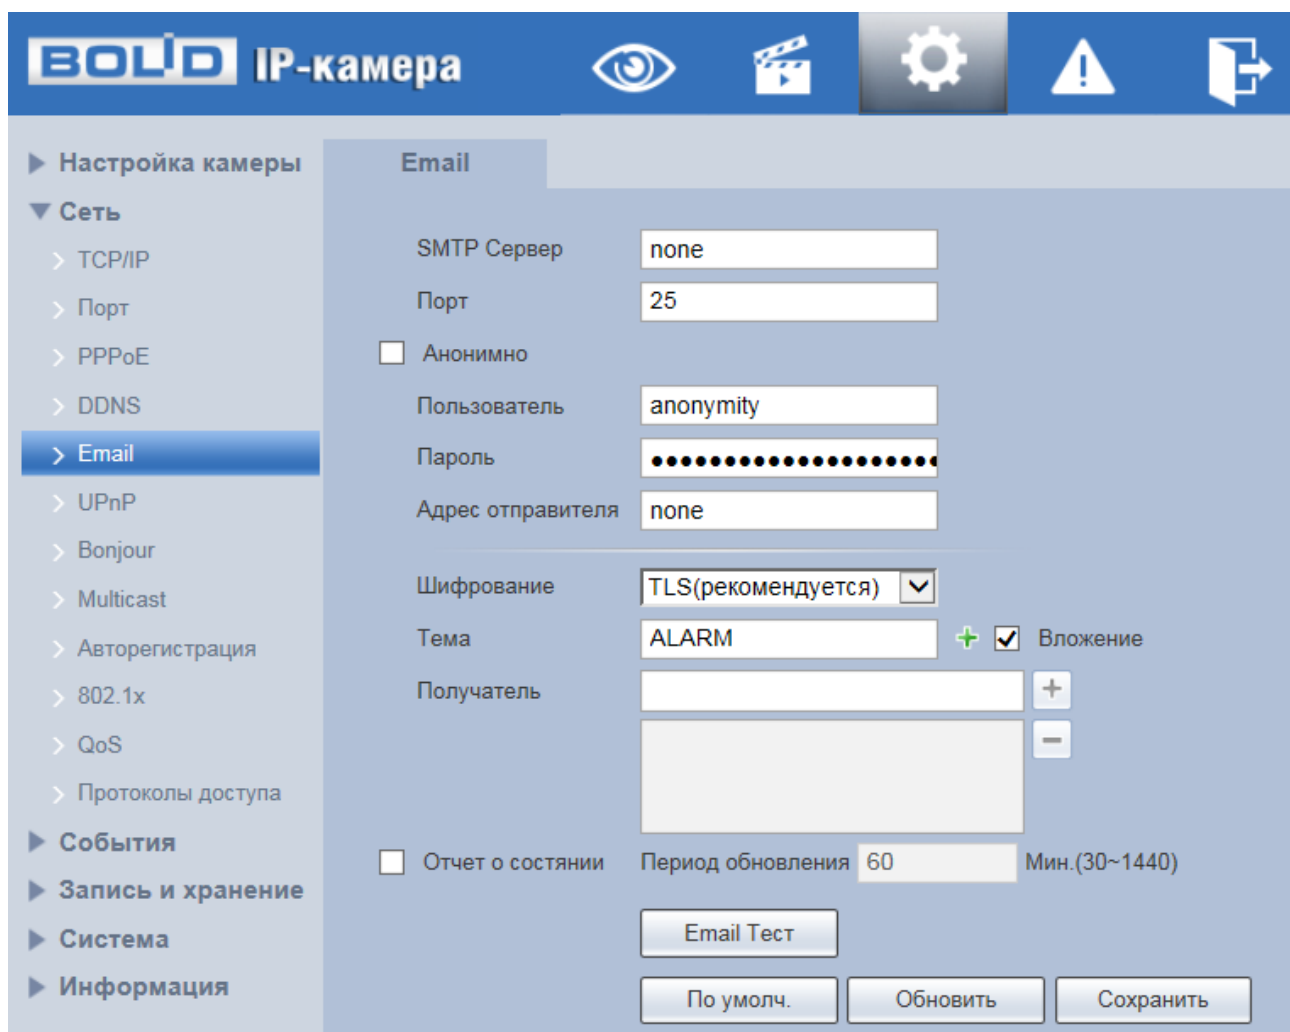 BOLID IP-камера
Настройка камеры
Сеть
TCP/IP
Порт
PPPoE
DDNS
Email
UPnP
Bonjour
Multicast
Авторегистрация
802.1x
QoS
Протоколы доступа
События
Запись и хранение
Система
Информация
Email
SMTP Сервер none
Порт 25
Анонимно
Пользователь anonymity
Пароль ●●●●●●●●●●●●●●●●●●●●
Адрес отправителя none
Шифрование TLS(рекомендуется)
Тема ALARM + Вложение
Получатель +
−
Отчет о состянии Период обновления 60 Мин.(30~1440)
Email Тест
По умолч. Обновить Сохранить